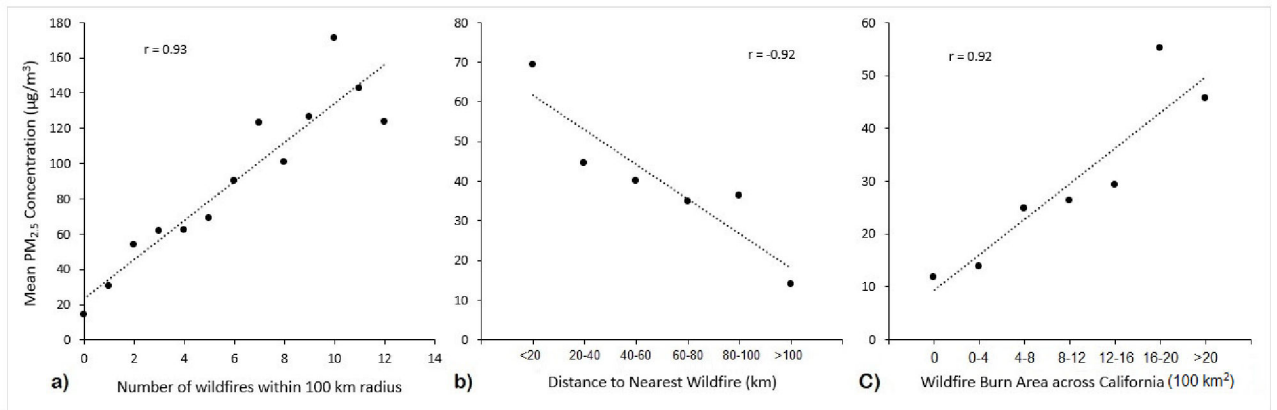 Mean PM2.5 Concentration (µg/m³)
180
160
140
120
100
80
60
40
20
0
r = 0.93
0 2 4 6 8 10 12 14
a) Number of wildfires within 100 km radius
80
70
60
50
40
30
20
10
0
r = -0.92
<20 20-40 40-60 60-80 80-100 >100
b) Distance to Nearest Wildfire (km)
60
50
40
30
20
10
0
r = 0.92
0 0-4 4-8 8-12 12-16 16-20 >20
C) Wildfire Burn Area across California (100 km²)